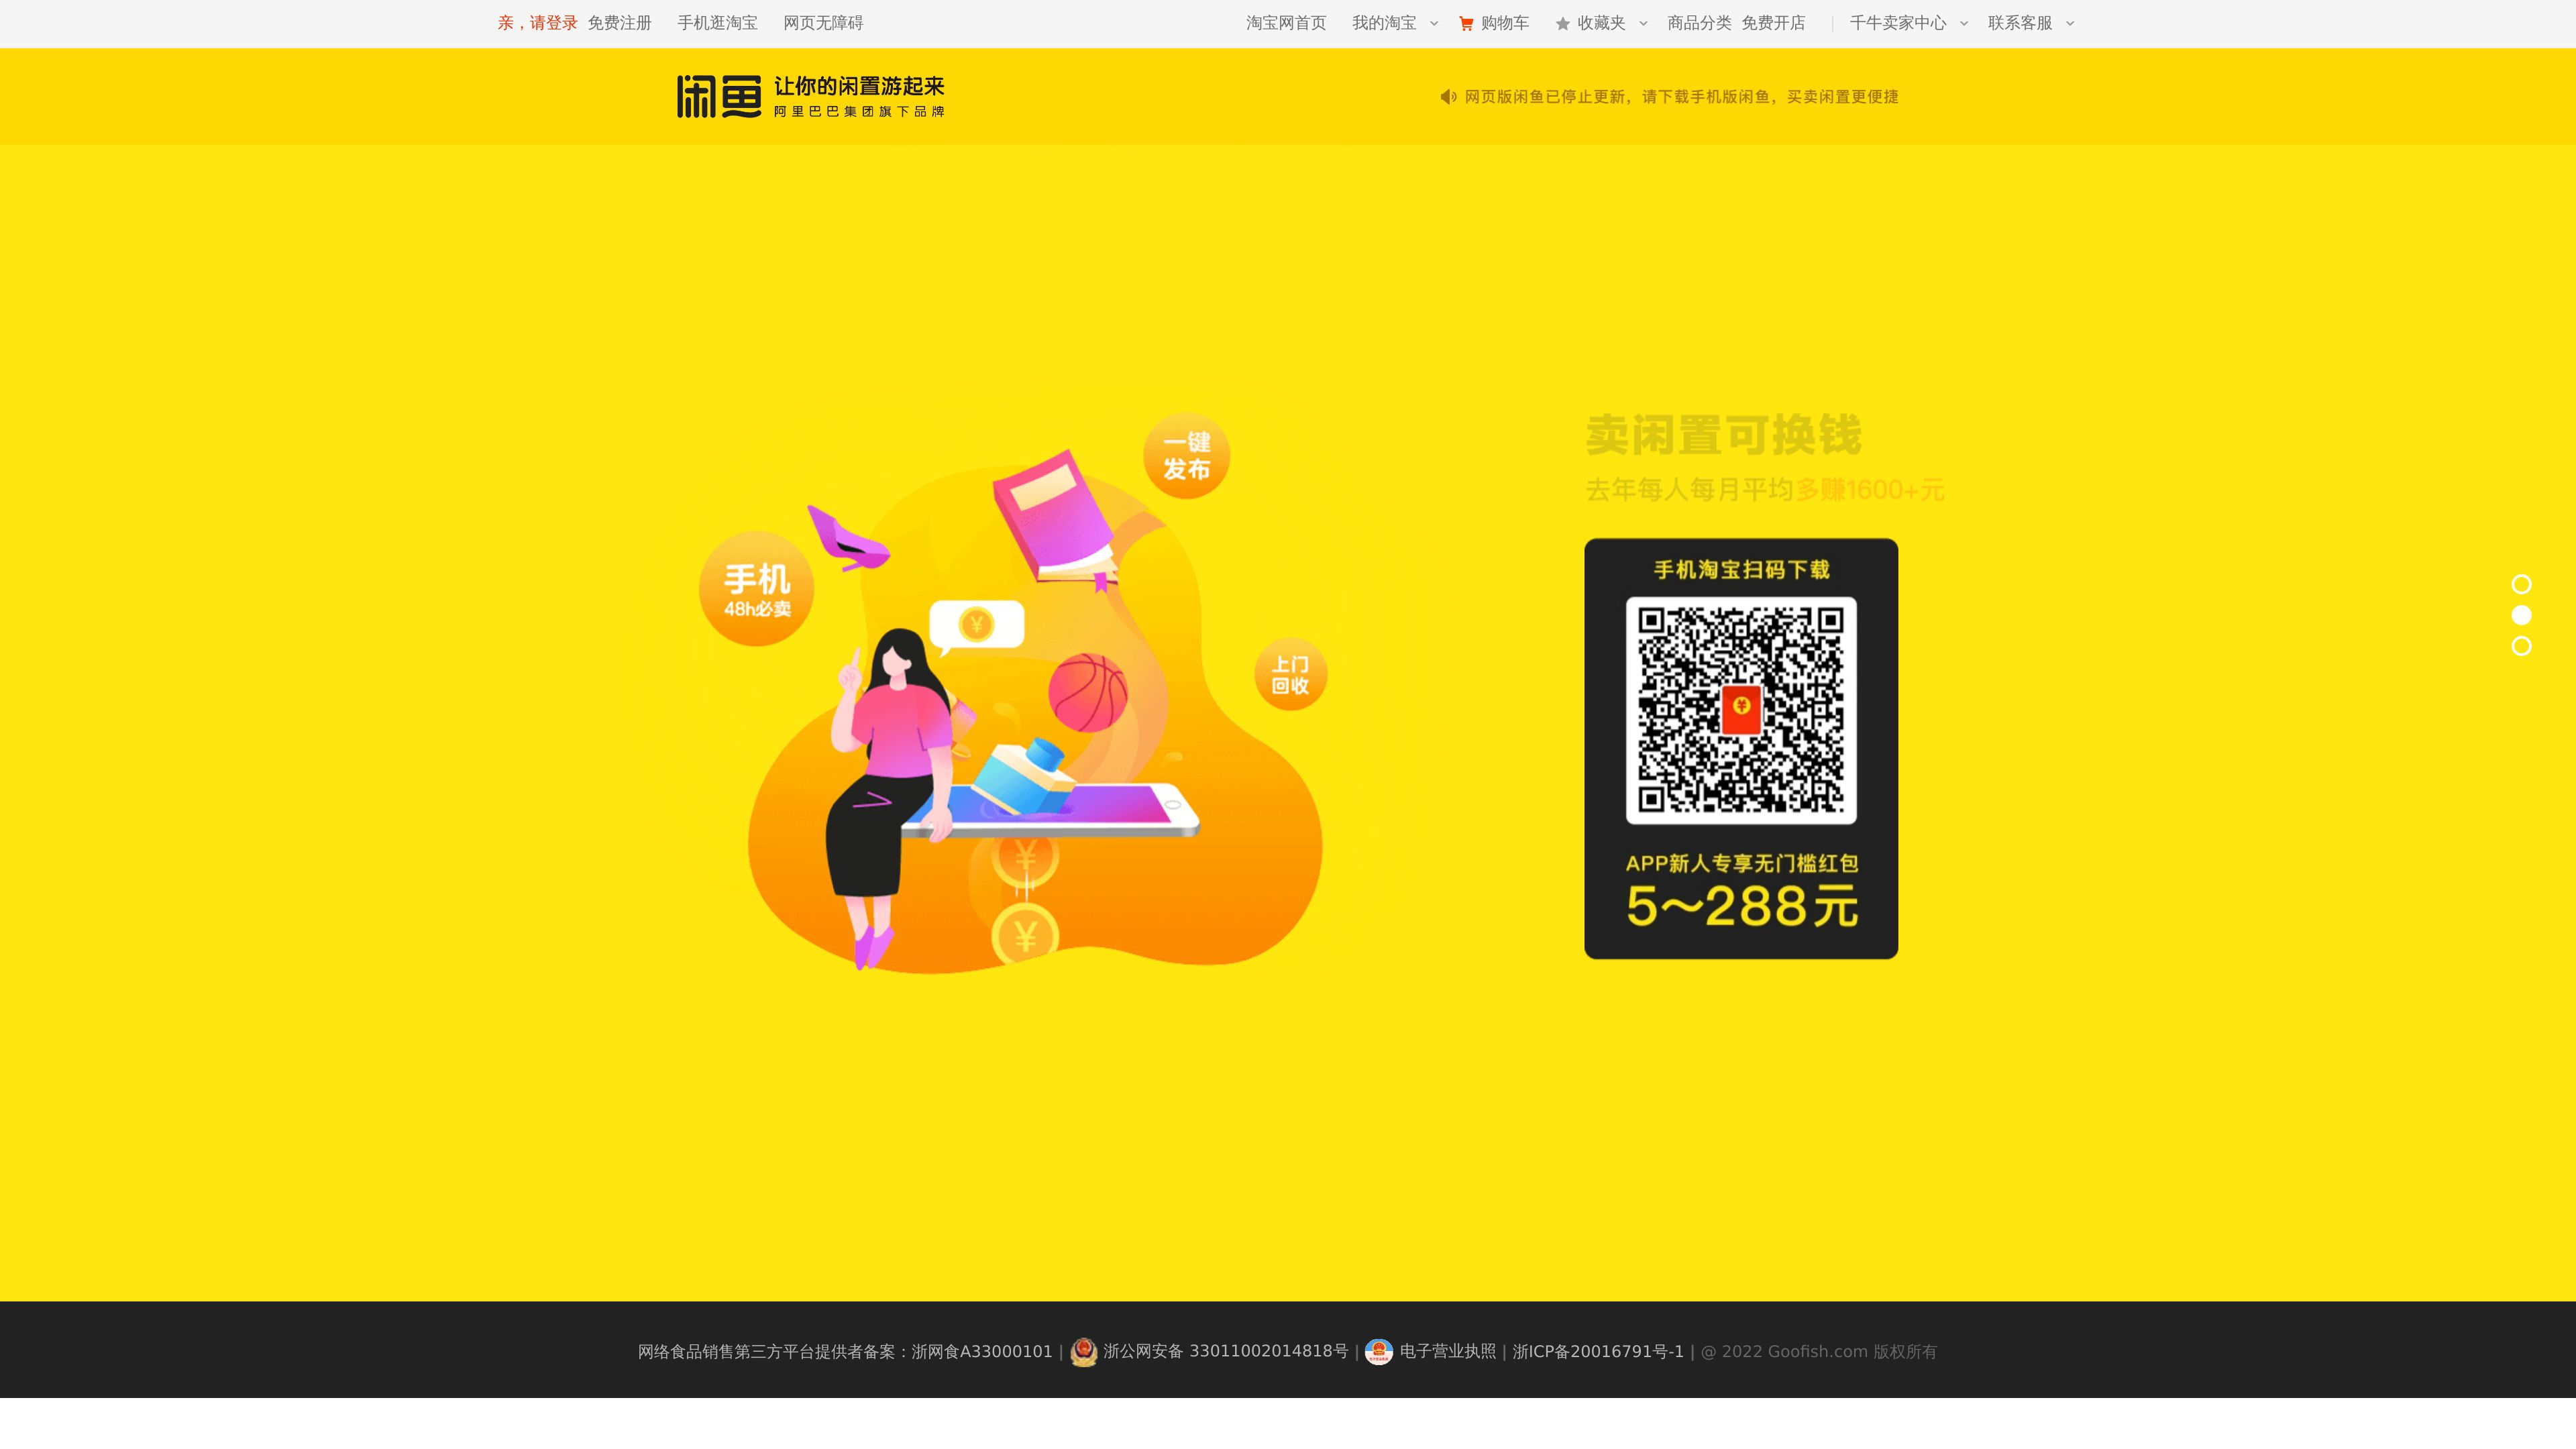 亲，请登录 免费注册 手机逛淘宝 网页无障碍 淘宝网首页 我的淘宝 购物车 收藏夹 商品分类 免费开店 | 千牛卖家中心 联系客服
闲鱼 让你的闲置游起来
阿里巴巴集团旗下品牌
网页版闲鱼已停止更新，请下载手机版闲鱼，买卖闲置更便捷
一键
发布
手机
48h必卖
¥
上门
回收
¥
¥
卖闲置可换钱
去年每人每月平均多赚1600+元
手机淘宝扫码下载
¥
APP新人专享无门槛红包
5～288元
网络食品销售第三方平台提供者备案：浙网食A33000101 | 浙公网安备 33011002014818号 | 电子营业执照 | 浙ICP备20016791号-1 | @ 2022 Goofish.com 版权所有